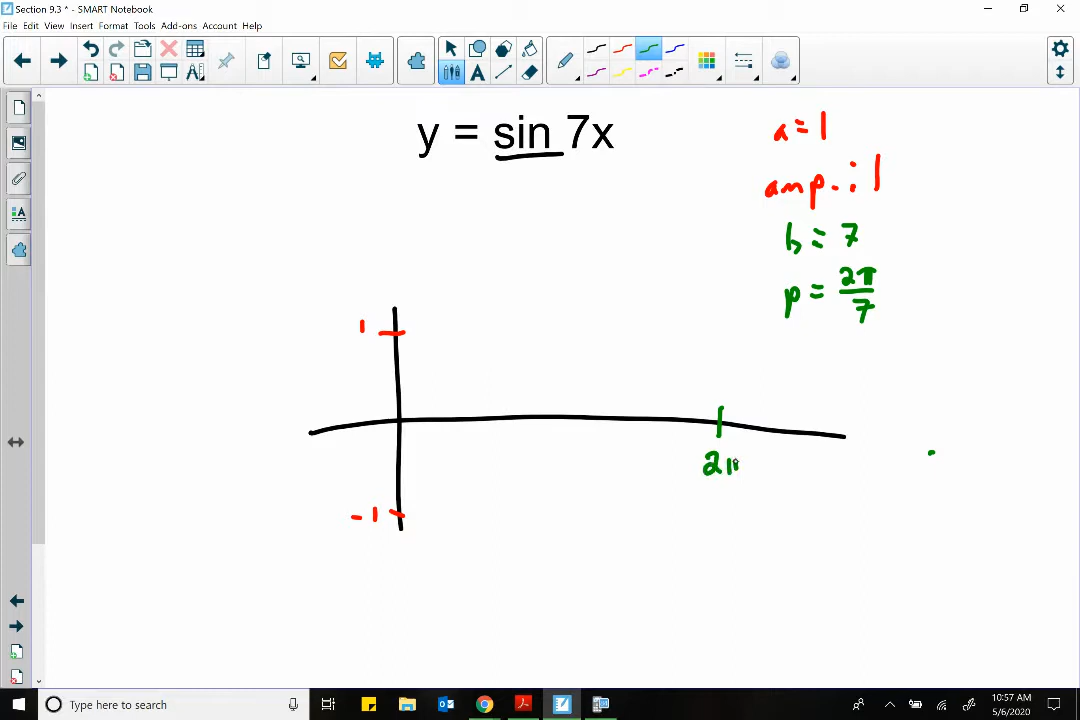 Section 9.3 * - SMART Notebook
File Edit View Insert Format Tools Add-ons Account Help
y = sin 7x
a = 1
amp. : 1
b = 7
p = 2π/7
1
2π
-1
Type here to search
10:57 AM
5/6/2020